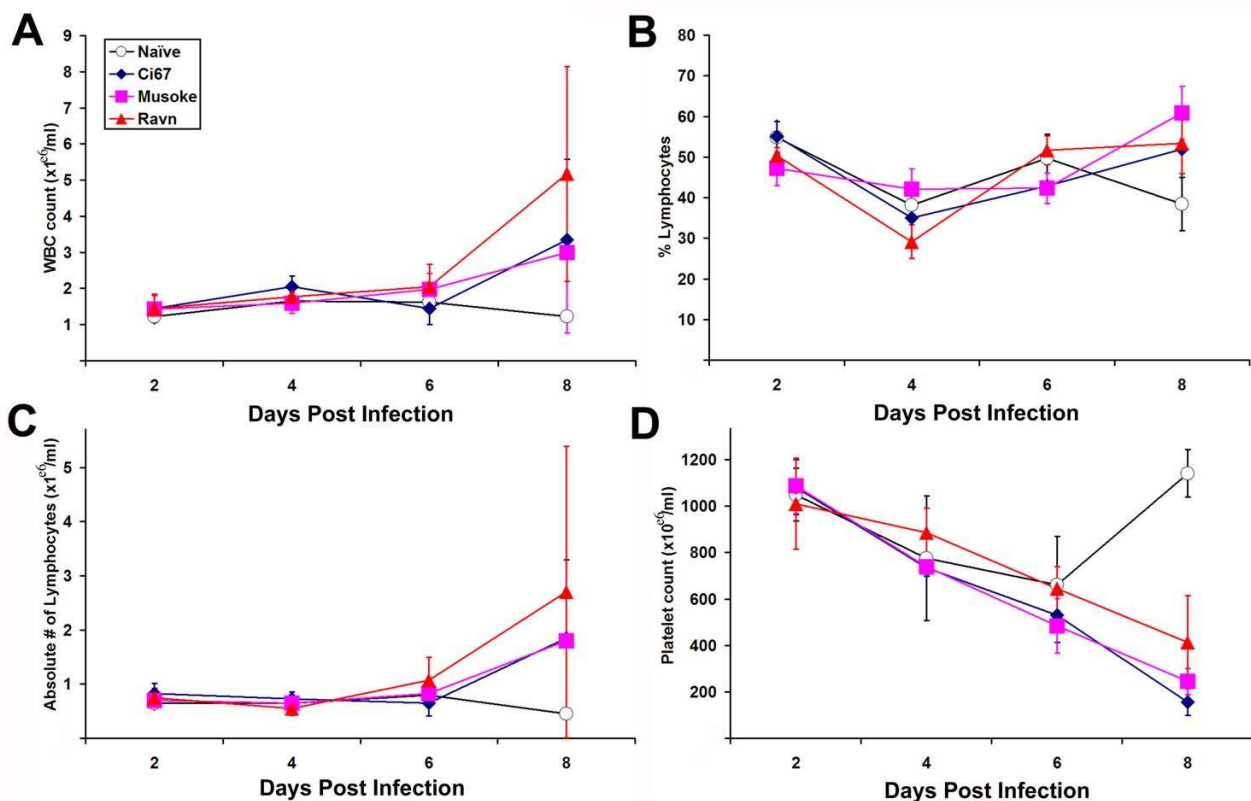 A
WBC count (x1e6/ml)
9
8
7
6
5
4
3
2
1
Naïve
Ci67
Musoke
Ravn
2 4 6 8
Days Post Infection
B
% Lymphocytes
80
70
60
50
40
30
20
10
2 4 6 8
Days Post Infection
C
Absolute # of Lymphocytes (x1e6/ml)
5
4
3
2
1
2 4 6 8
Days Post Infection
D
Platelet count (x10e6/ml)
1200
1000
800
600
400
200
2 4 6 8
Days Post Infection